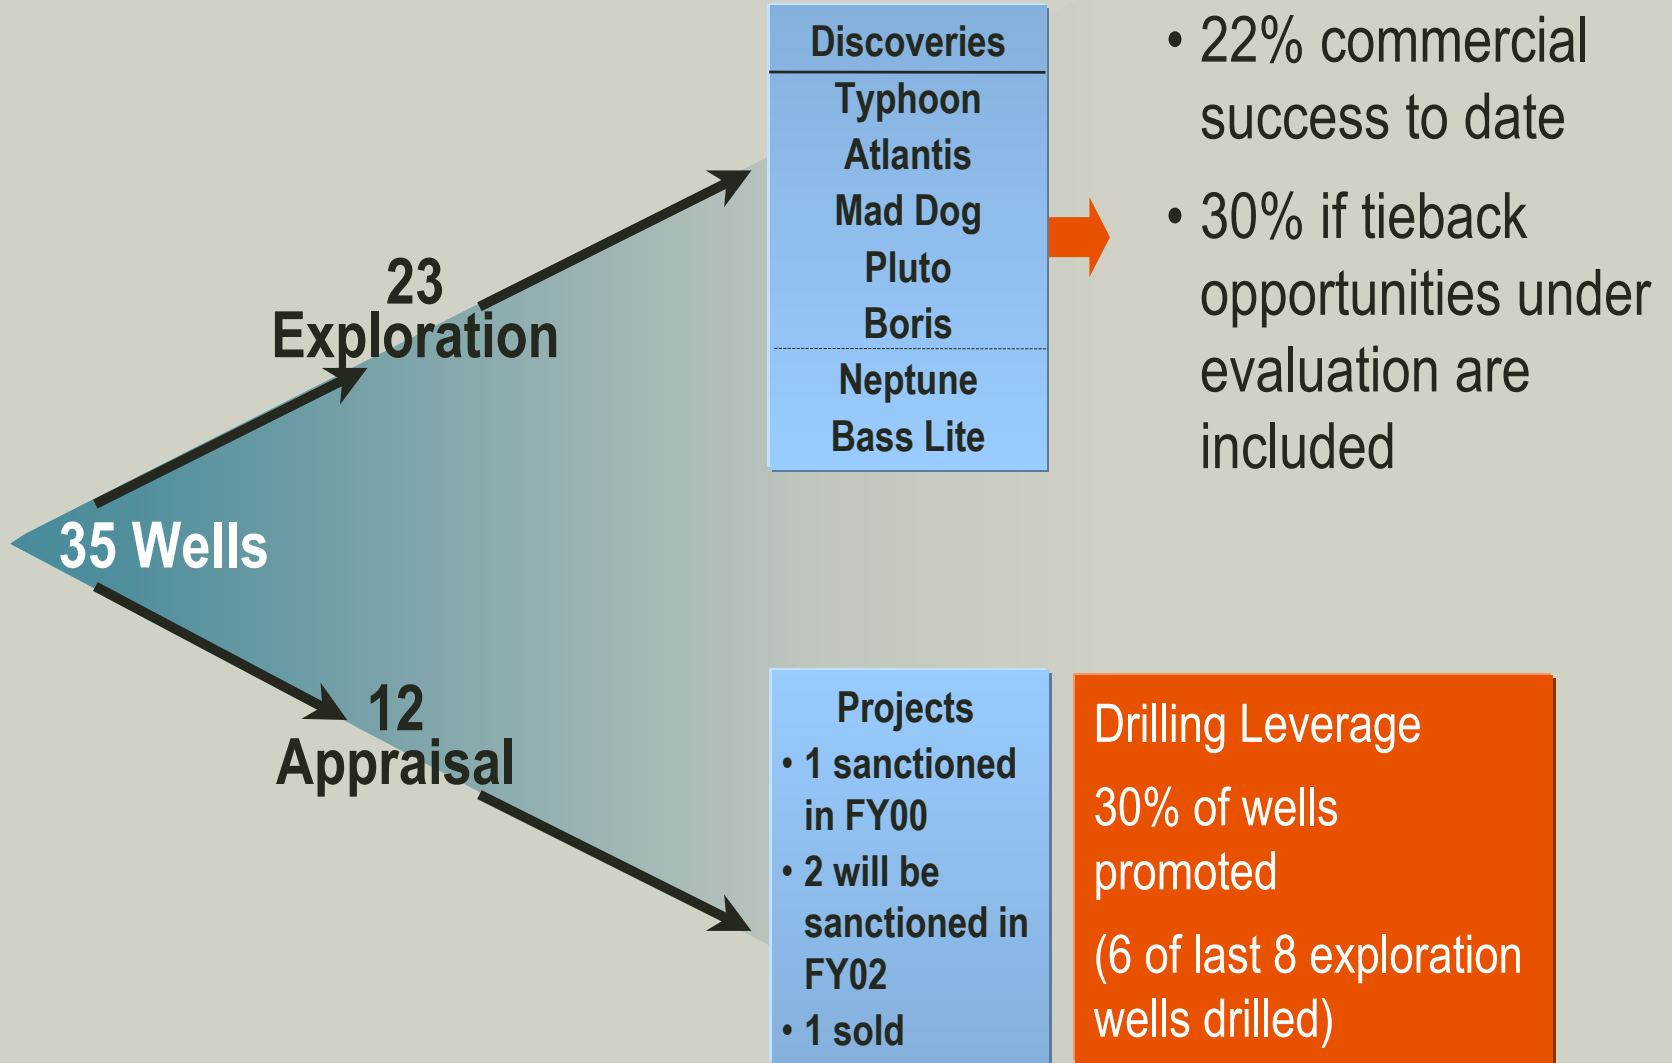 Discoveries
Typhoon
Atlantis
Mad Dog
Pluto
Boris
Neptune
Bass Lite
• 22% commercial
success to date
• 30% if tieback
opportunities under
evaluation are
included
23
Exploration
35 Wells
12
Appraisal
Projects
• 1 sanctioned
in FY00
• 2 will be
sanctioned in
FY02
• 1 sold
Drilling Leverage
30% of wells
promoted
(6 of last 8 exploration
wells drilled)